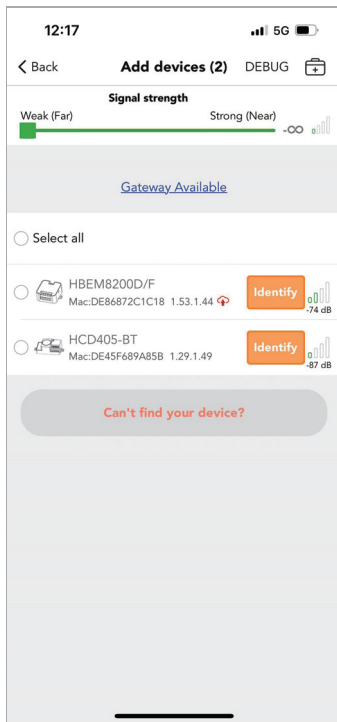 12:17 5G
Back Add devices (2) DEBUG
Signal strength
Weak (Far) Strong (Near)
-∞
Gateway Available
Select all
HBEM8200D/F
Mac:DE86872C1C18 1.53.1.44
Identify
-74 dB
HCD405-BT
Mac:DE45F689A85B 1.29.1.49
Identify
-87 dB
Can't find your device?